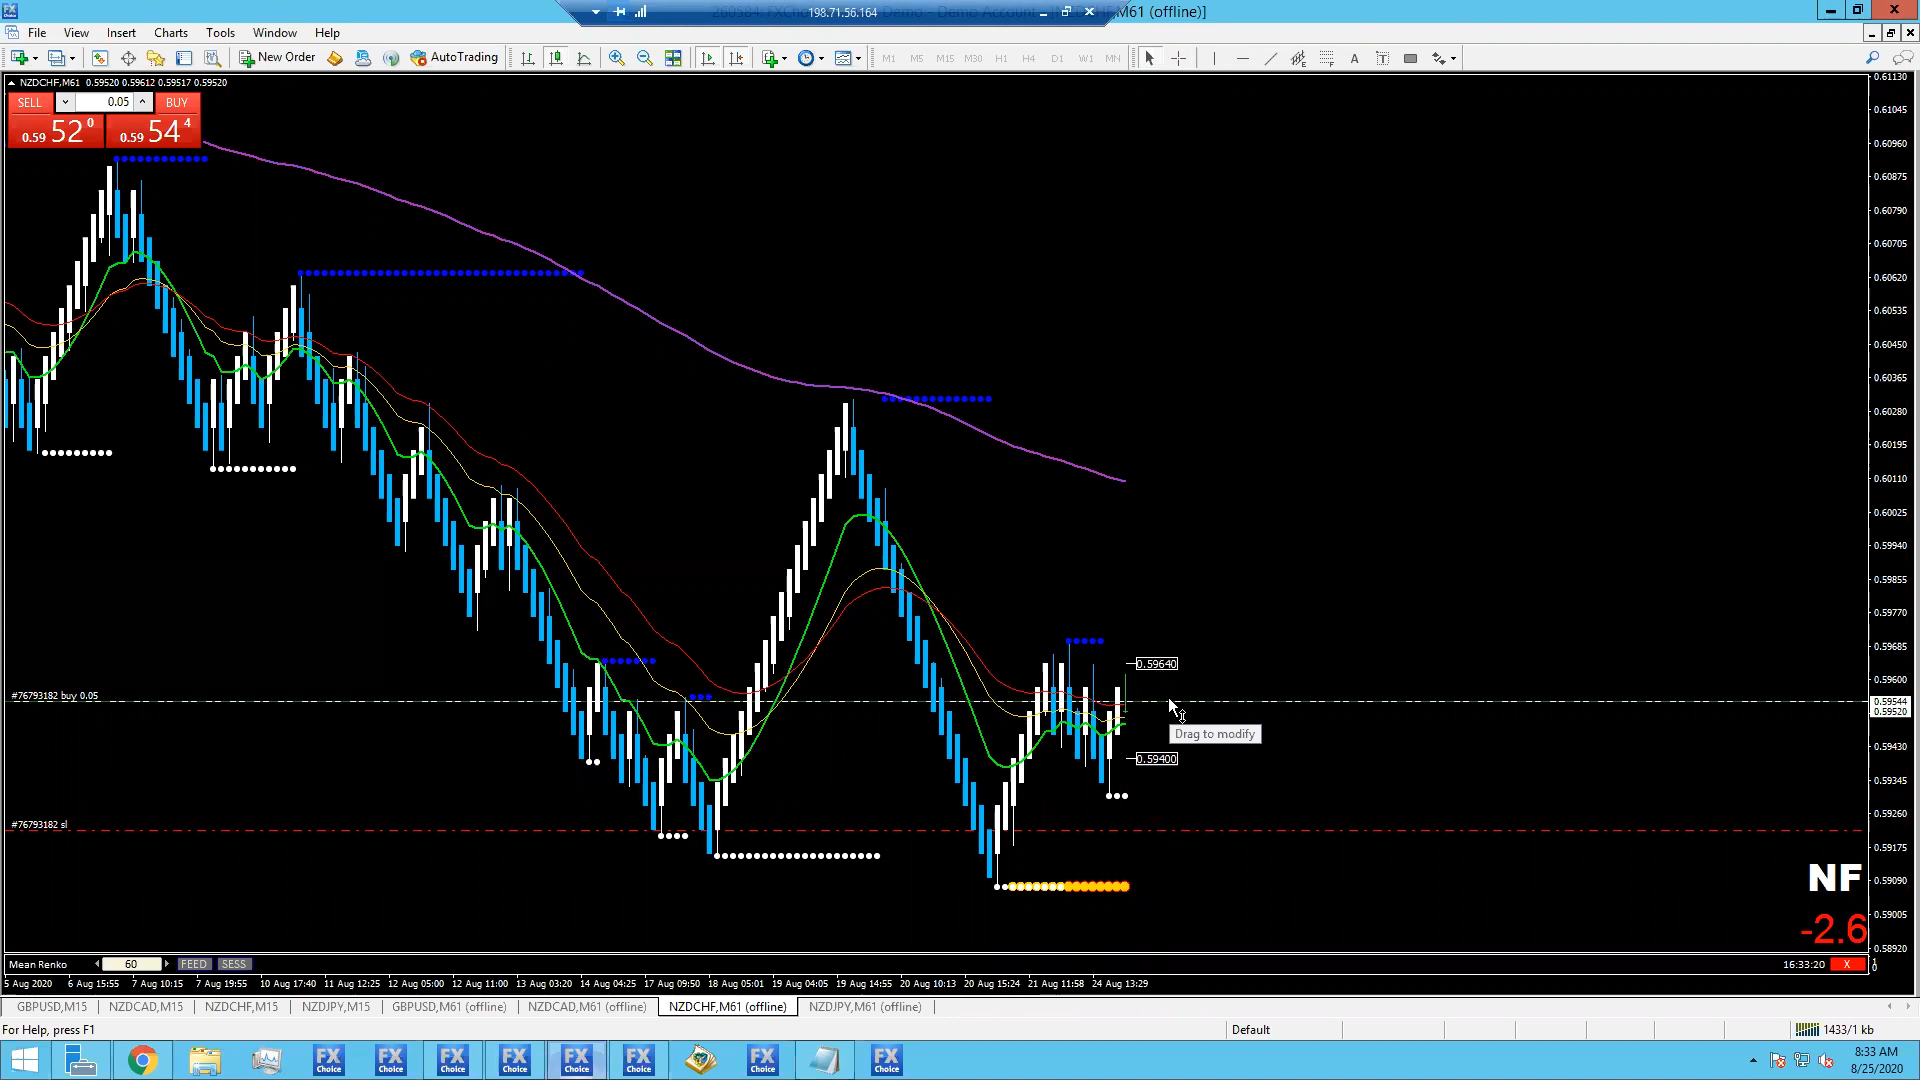 198.71.56.164
M61 (offline)]
File View Insert Charts Tools Window Help
New Order AutoTrading M1 M5 M15 M30 H1 H4 D1 W1 MN
NZDCHF,M61 0.59520 0.59612 0.59517 0.59520
SELL 0.05 BUY
0.59 52 0 0.59 54 4
0.61130
0.61045
0.60960
0.60875
0.60790
0.60705
0.60620
0.60535
0.60450
0.60365
0.60280
0.60195
0.60110
0.60025
0.59940
0.59855
0.59770
0.59685
0.59640
0.59600
#76793182 buy 0.05
0.59544
0.59520
Drag to modify
0.59430
0.59400
0.59345
#76793182 sl
0.59260
0.59175
NF
0.59090
0.59005
-2.6
0.58920
Mean Renko 60 FEED SESS 16:33:20 X
1
0
5 Aug 2020 6 Aug 15:55 7 Aug 10:15 7 Aug 19:55 10 Aug 17:40 11 Aug 12:25 12 Aug 05:00 12 Aug 11:00 13 Aug 03:20 14 Aug 04:25 17 Aug 09:50 18 Aug 05:01 19 Aug 04:05 19 Aug 14:55 20 Aug 10:13 20 Aug 15:24 21 Aug 11:58 24 Aug 13:29
GBPUSD,M15 NZDCAD,M15 NZDCHF,M15 NZDJPY,M15 GBPUSD,M61 (offline) NZDCAD,M61 (offline) NZDCHF,M61 (offline) NZDJPY,M61 (offline)
For Help, press F1 Default 1433/1 kb
FX Choice FX Choice FX Choice FX Choice FX Choice FX Choice FX Choice FX Choice
8:33 AM
8/25/2020